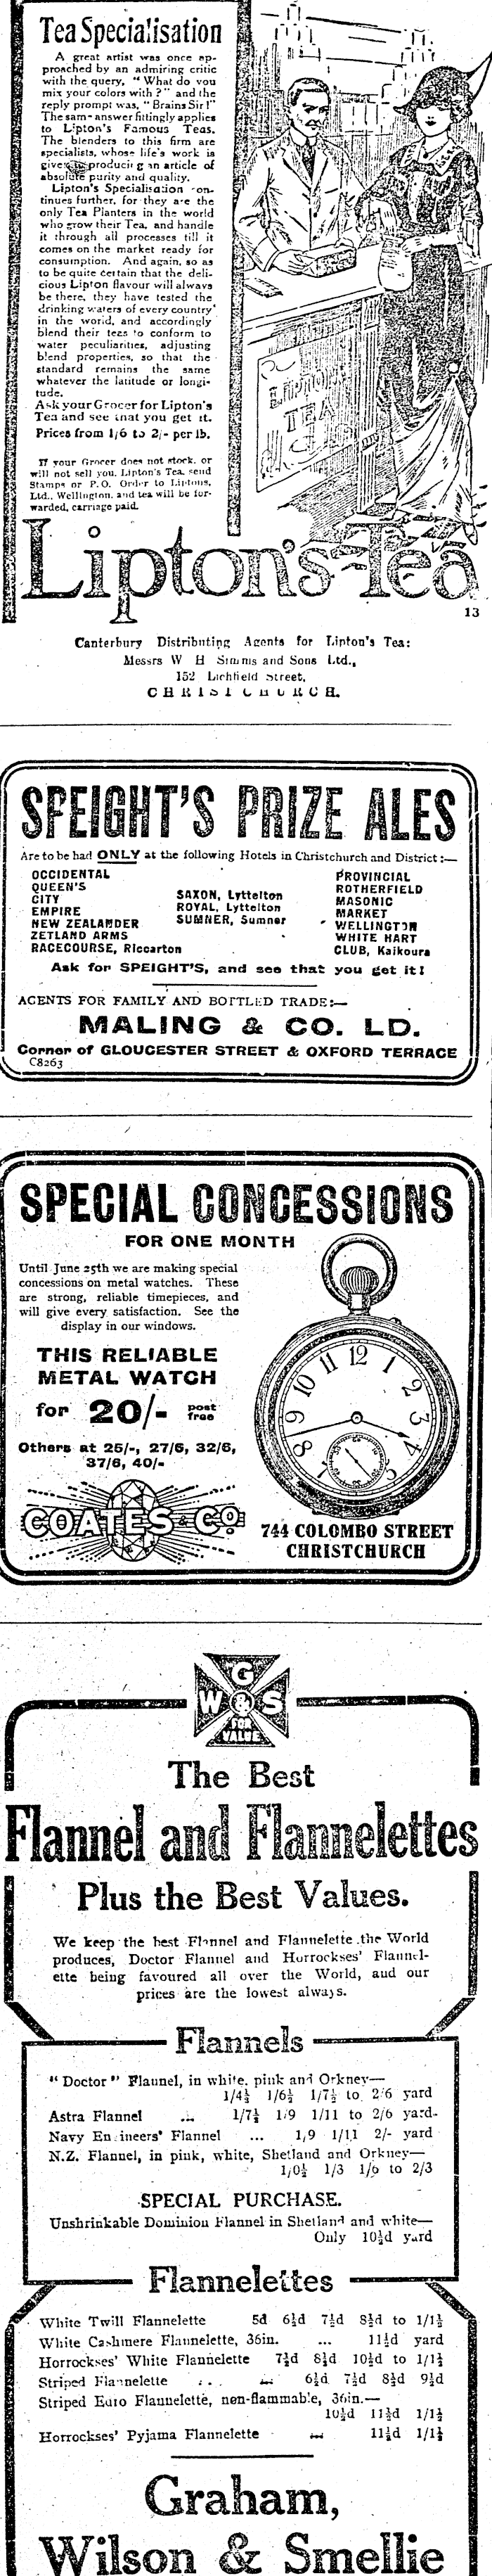 Tea Specialisation
A great artist was once ap-
proached by an admiring critic
with the query, "What do you
mix your colors with?" and the
reply prompt was, "Brains Sir!"
The same answer fittingly applies
to Lipton's Famous Teas.
The blenders to this firm are
specialists, whose life's work is
given to producing an article of
absolute purity and quality.
Lipton's Specialisation con-
tinues further, for they are the
only Tea Planters in the world
who grow their Tea, and handle
it through all processes till it
comes on the market ready for
consumption. And again, so as
to be quite certain that the deli-
cious Lipton flavour will always
be there, they have tested the
drinking waters of every country
in the world, and accordingly
blend their teas to conform to
water peculiarities, adjusting
blend properties, so that the
standard remains the same
whatever the latitude or longi-
tude.
Ask your Grocer for Lipton's
Tea and see that you get it.
Prices from 1/6 to 2/- per lb.
If your Grocer does not stock, or
will not sell you, Lipton's Tea, send
Stamps or P.O. Order to Liptons,
Ltd., Wellington, and tea will be for-
warded, carriage paid.
LIPTON'S
TEA
Lipton's Tea
13
Canterbury Distributing Agents for Lipton's Tea:
Messrs W H Simms and Sons Ltd.,
152 Lichfield Street,
CHRISTCHURCH.
SPEIGHT'S PRIZE ALES
Are to be had ONLY at the following Hotels in Christchurch and District:—
OCCIDENTAL
QUEEN'S
CITY
EMPIRE
NEW ZEALANDER
ZETLAND ARMS
RACECOURSE, Riccarton
SAXON, Lyttelton
ROYAL, Lyttelton
SUMNER, Sumner
PROVINCIAL
ROTHERFIELD
MASONIC
MARKET
WELLINGTON
WHITE HART
CLUB, Kaikoura
Ask for SPEIGHT'S, and see that you get it!
AGENTS FOR FAMILY AND BOTTLED TRADE:—
MALING & CO. LD.
Corner of GLOUCESTER STREET & OXFORD TERRACE
C8263
SPECIAL CONCESSIONS
FOR ONE MONTH
Until June 25th we are making special
concessions on metal watches. These
are strong, reliable timepieces, and
will give every satisfaction. See the
display in our windows.
THIS RELIABLE
METAL WATCH
for 20/- post free
Others at 25/-, 27/6, 32/6,
37/6, 40/-
COATES & Co.
11 12 1 2 3 4 7 8 9 10
744 COLOMBO STREET
CHRISTCHURCH
G
W & S
FOR
VALUE
The Best
Flannel and Flannelettes
Plus the Best Values.
We keep the best Flannel and Flannelette the World
produces, Doctor Flannel and Horrockses' Flannel-
ette being favoured all over the World, and our
prices are the lowest always.
Flannels
"Doctor" Flannel, in white, pink and Orkney—
1/4½ 1/6½ 1/7½ to 2/6 yard
Astra Flannel ... 1/7½ 1/9 1/11 to 2/6 yard
Navy Engineers' Flannel ... 1/9 1/11 2/- yard
N.Z. Flannel, in pink, white, Shetland and Orkney—
1/0½ 1/3 1/6 to 2/3
SPECIAL PURCHASE.
Unshrinkable Dominion Flannel in Shetland and white—
Only 10½d yard
Flannelettes
White Twill Flannelette 5d 6½d 7½d 8½d to 1/1½
White Cashmere Flannelette, 36in. ... 11½d yard
Horrockses' White Flannelette 7½d 8½d 10½d to 1/1½
Striped Flannelette ... ... 6½d 7½d 8½d 9½d
Striped Euro Flannelette, non-flammable, 36in.—
10½d 11½d 1/1½
Horrockses' Pyjama Flannelette ... 11½d 1/1½
Graham,
Wilson & Smellie